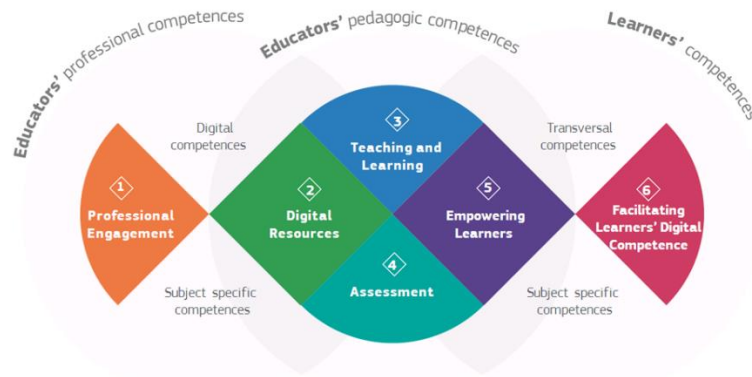 Educators' professional competences
Educators' pedagogic competences
Learners' competences
Digital
competences
Transversal
competences
1
Professional
Engagement
2
Digital
Resources
3
Teaching and
Learning
4
Assessment
5
Empowering
Learners
6
Facilitating
Learners' Digital
Competence
Subject specific
competences
Subject specific
competences